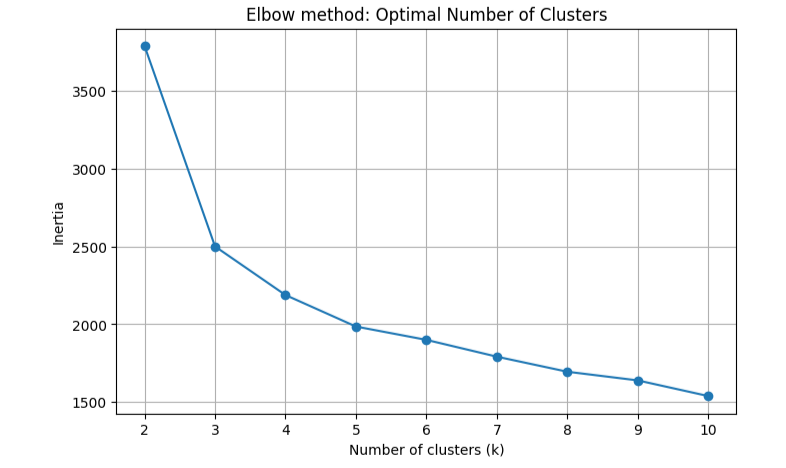 Elbow method: Optimal Number of Clusters
3500
3000
2500
2000
1500
Inertia
2 3 4 5 6 7 8 9 10
Number of clusters (k)